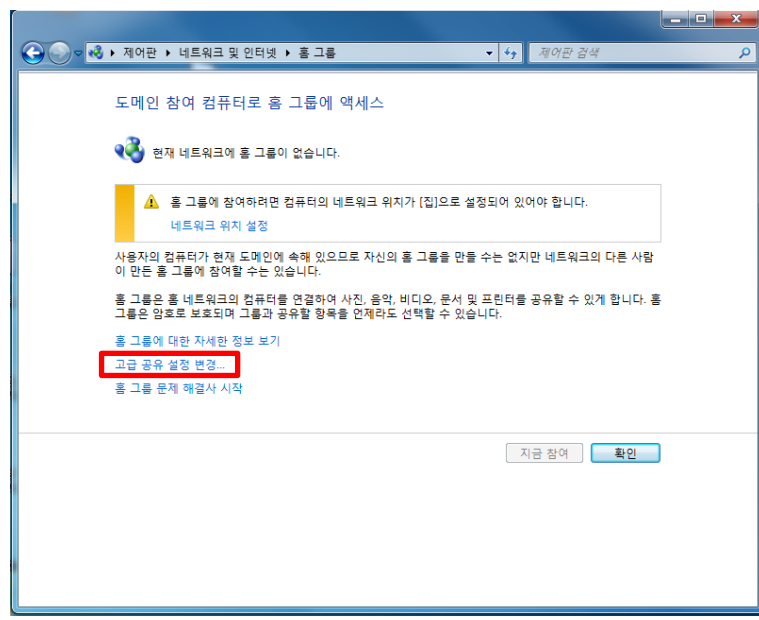 제어판 ▸ 네트워크 및 인터넷 ▸ 홈 그룹
제어판 검색
도메인 참여 컴퓨터로 홈 그룹에 액세스
현재 네트워크에 홈 그룹이 없습니다.
홈 그룹에 참여하려면 컴퓨터의 네트워크 위치가 [집]으로 설정되어 있어야 합니다.
네트워크 위치 설정
사용자의 컴퓨터가 현재 도메인에 속해 있으므로 자신의 홈 그룹을 만들 수는 없지만 네트워크의 다른 사람
이 만든 홈 그룹에 참여할 수는 있습니다.
홈 그룹은 홈 네트워크의 컴퓨터를 연결하여 사진, 음악, 비디오, 문서 및 프린터를 공유할 수 있게 합니다. 홈
그룹은 암호로 보호되며 그룹과 공유할 항목을 언제라도 선택할 수 있습니다.
홈 그룹에 대한 자세한 정보 보기
고급 공유 설정 변경...
홈 그룹 문제 해결사 시작
지금 참여
확인